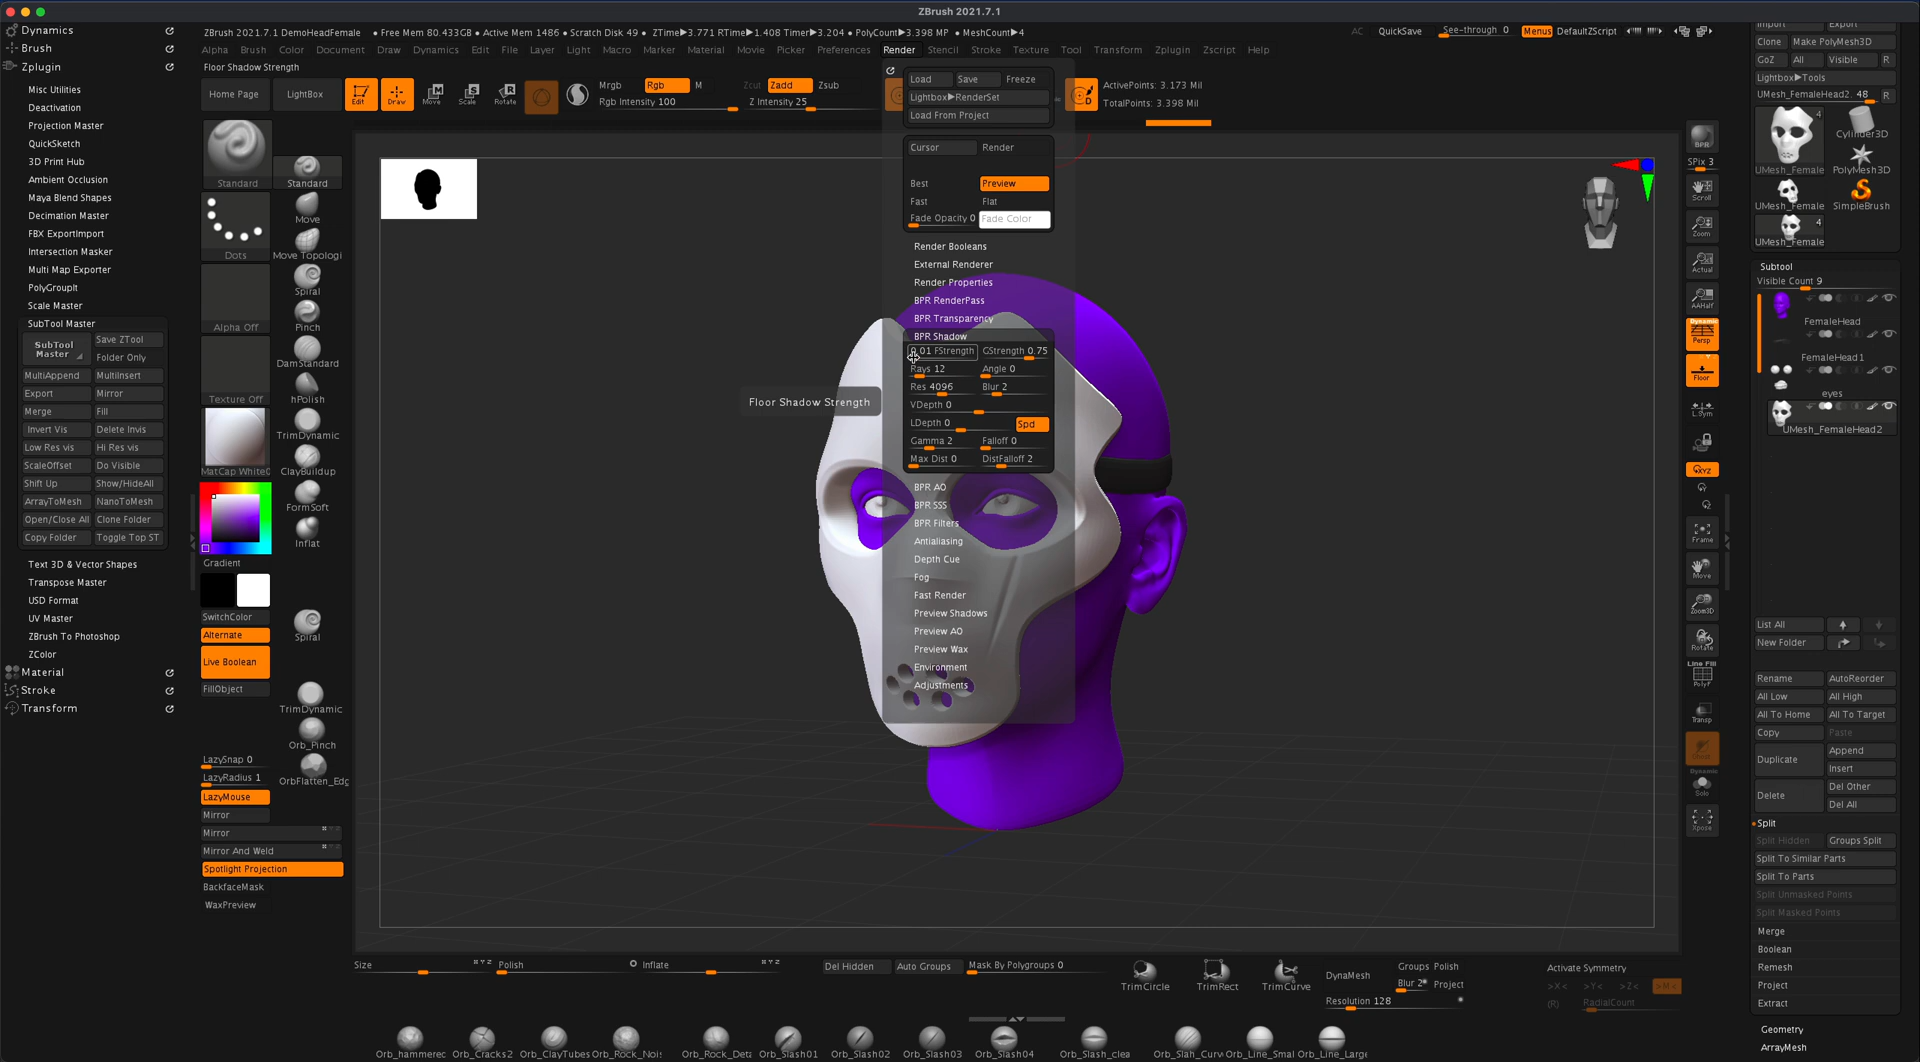 ZBrush 2021.7.1
ZBrush 2021.7.1 DemoHeadFemale • Free Mem 80.433GB • Active Mem 1486 • Scratch Disk 49 • ZTime▶3.771 RTime▶1.408 Timer▶3.204 • PolyCount▶3.398 MP • MeshCount▶4
AC QuickSave See-through 0 Menus DefaultZScript
Alpha Brush Color Document Draw Dynamics Edit File Layer Light Macro Marker Material Movie Picker Preferences Render Stencil Stroke Texture Tool Transform Zplugin Zscript Help
Floor Shadow Strength
Dynamics
Brush
Zplugin
Misc Utilities
Deactivation
Projection Master
QuickSketch
3D Print Hub
Ambient Occlusion
Maya Blend Shapes
Decimation Master
FBX ExportImport
Intersection Masker
Multi Map Exporter
PolyGroupIt
Scale Master
SubTool Master
SubTool Master Save ZTool
Folder Only
MultiAppend MultiInsert
Export Mirror
Merge Fill
Invert Vis Delete Invis
Low Res vis Hi Res vis
ScaleOffset Do Visible
Shift Up Show/HideAll
ArrayToMesh NanoToMesh
Open/Close All Clone Folder
Copy Folder Toggle Top ST
Text 3D & Vector Shapes
Transpose Master
USD Format
UV Master
ZBrush To Photoshop
ZColor
Material
Stroke
Transform
Home Page LightBox Edit Draw Move Scale Rotate
Mrgb Rgb M
Rgb Intensity 100
Zcut Zadd Zsub
Z Intensity 25
ActivePoints: 3.173 Mil
TotalPoints: 3.398 Mil
Standard Standard
Move
Dots Move Topologi
Spiral
Pinch
Alpha Off
DamStandard
hPolish
Texture Off
TrimDynamic
MatCap White0 ClayBuildup
FormSoft
Inflat
Gradient
SwitchColor
Alternate
Spiral
Live Boolean
FillObject
TrimDynamic
Orb_Pinch
LazySnap 0
LazyRadius 1
OrbFlatten_Edg
LazyMouse
Mirror
Mirror
Mirror And Weld
Spotlight Projection
BackfaceMask
WaxPreview
Load Save Freeze
Lightbox▶RenderSet
Load From Project
Cursor Render
Best Preview
Fast Flat
Fade Opacity 0 Fade Color
Render Booleans
External Renderer
Render Properties
BPR RenderPass
BPR Transparency
BPR Shadow
0.01 FStrength GStrength 0.75
Rays 12 Angle 0
Res 4096 Blur 2
VDepth 0
LDepth 0 Spd
Gamma 2 Falloff 0
Max Dist 0 DistFalloff 2
Floor Shadow Strength
BPR AO
BPR SSS
BPR Filters
Antialiasing
Depth Cue
Fog
Fast Render
Preview Shadows
Preview AO
Preview Wax
Environment
Adjustments
BPR
SPix 3
Scroll
Zoom
Actual
AAHalf
Dynamic
Persp
Floor
L.Sym
XYZ
Frame
Move
Zoom3D
Rotate
Line Fill
PolyF
Transp
Ghost
Dynamic
Solo
Xpose
Import Export
Clone Make PolyMesh3D
GoZ All Visible R
Lightbox▶Tools
UMesh_FemaleHead2. 48 R
4
Cylinder3D
UMesh_Female PolyMesh3D
UMesh_Female SimpleBrush
4
UMesh_Female
Subtool
Visible Count 9
FemaleHead
FemaleHead1
eyes
UMesh_FemaleHead2
List All
New Folder
Rename AutoReorder
All Low All High
All To Home All To Target
Copy Paste
Duplicate Append
Insert
Delete Del Other
Del All
Split
Split Hidden Groups Split
Split To Similar Parts
Split To Parts
Split Unmasked Points
Split Masked Points
Merge
Boolean
Remesh
Project
Extract
Geometry
ArrayMesh
Size Polish Inflate Del Hidden Auto Groups Mask By Polygroups 0
TrimCircle TrimRect TrimCurve
DynaMesh Groups Polish
Blur 2 Project
Resolution 128
Activate Symmetry
>X< >Y< >Z< >M<
(R) RadialCount
Orb_hammerec Orb_Cracks2 Orb_ClayTubes Orb_Rock_Nois Orb_Rock_Deta Orb_Slash01 Orb_Slash02 Orb_Slash03 Orb_Slash04 Orb_Slash_clea Orb_Slah_Curv Orb_Line_Smal Orb_Line_Large